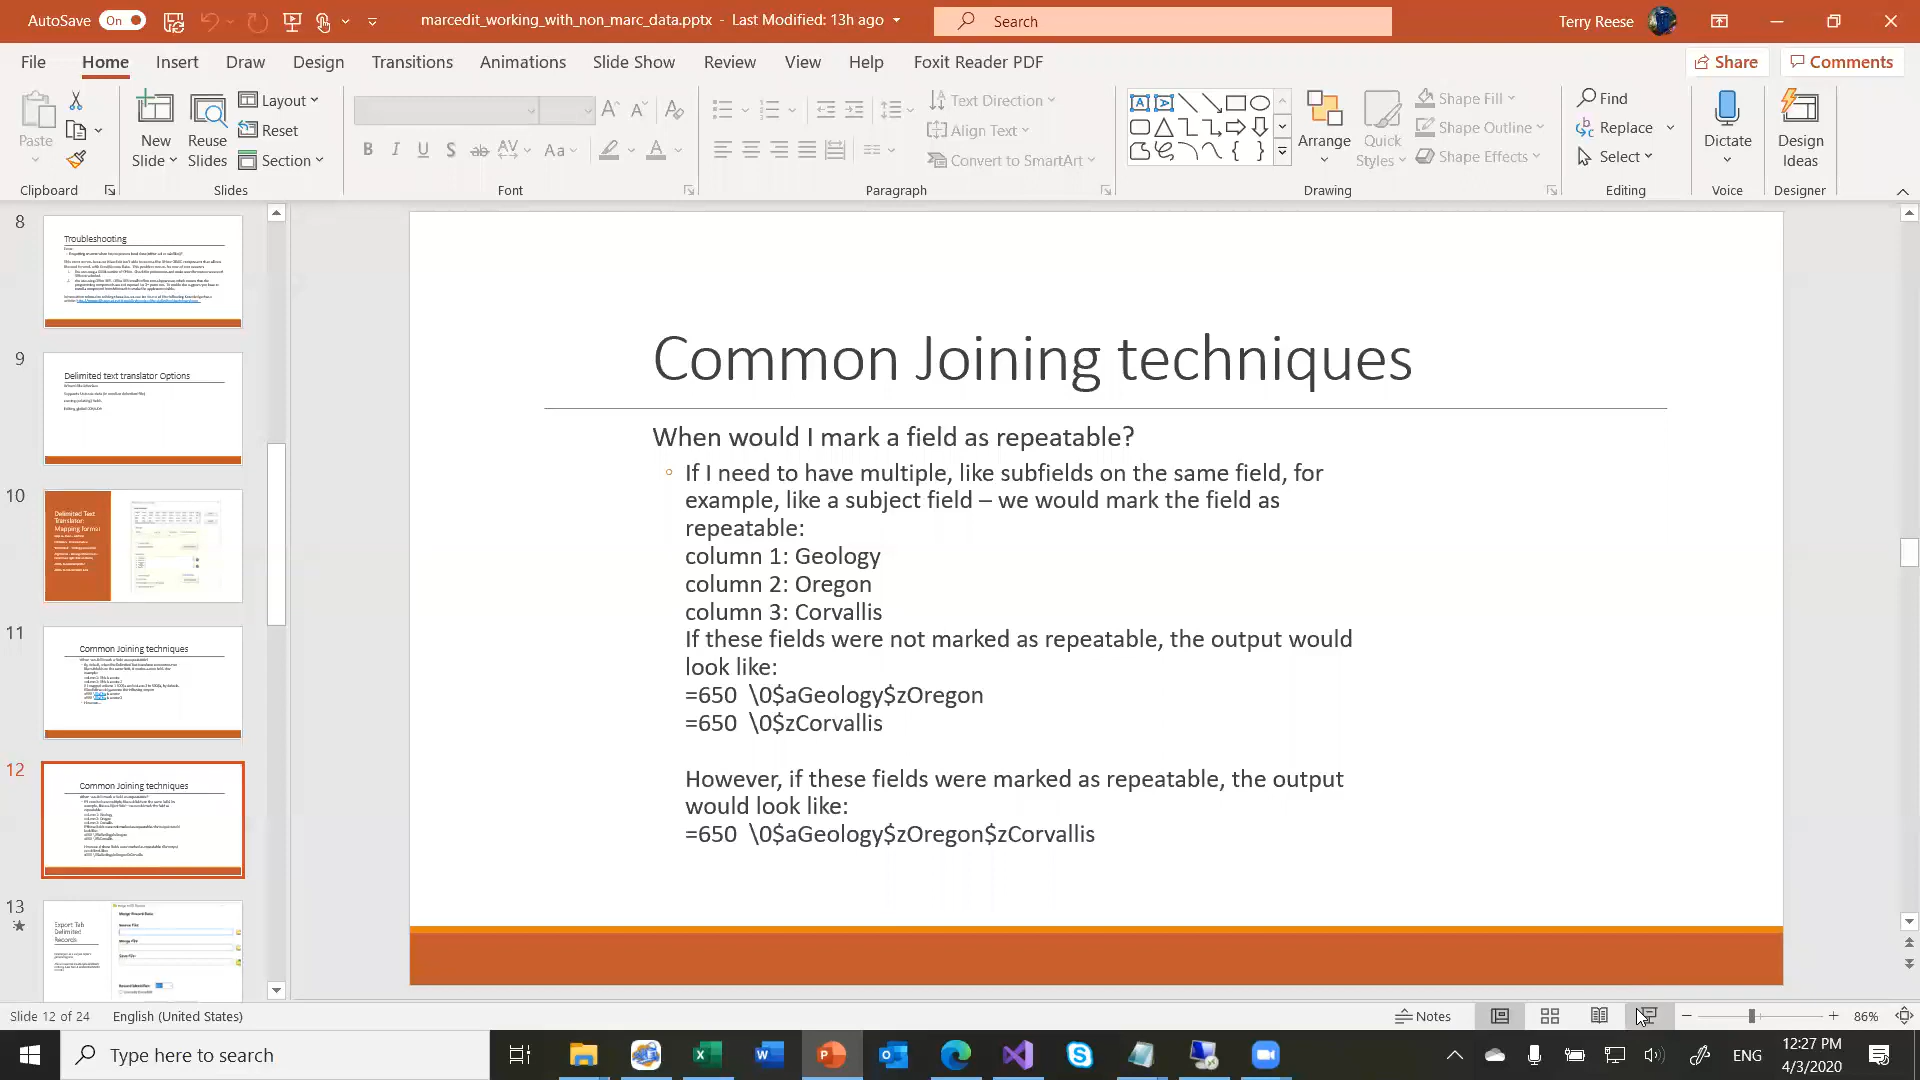 AutoSave On
marcedit_working_with_non_marc_data.pptx - Last Modified: 13h ago
Search
Terry Reese
File Home Insert Draw Design Transitions Animations Slide Show Review View Help Foxit Reader PDF
Share Comments
Paste
New Slide
Reuse Slides
Layout
Reset
Section
Text Direction
Align Text
Convert to SmartArt
Arrange
Quick Styles
Shape Fill
Shape Outline
Shape Effects
Find
Replace
Select
Dictate
Design Ideas
Clipboard Slides Font Paragraph Drawing Editing Voice Designer
8
Troubleshooting
9
Delimited text translator Options
10
Delimited Text
Translator:
Mapping format
11
Common Joining techniques
12
Common Joining techniques
13
Export Tab
Delimited
Records
Common Joining techniques
When would I mark a field as repeatable?
If I need to have multiple, like subfields on the same field, for
example, like a subject field – we would mark the field as
repeatable:
column 1: Geology
column 2: Oregon
column 3: Corvallis
If these fields were not marked as repeatable, the output would
look like:
=650  \0$aGeology$zOregon
=650  \0$zCorvallis
However, if these fields were marked as repeatable, the output
would look like:
=650  \0$aGeology$zOregon$zCorvallis
Slide 12 of 24 English (United States)
Notes
86%
Type here to search
ENG
12:27 PM
4/3/2020